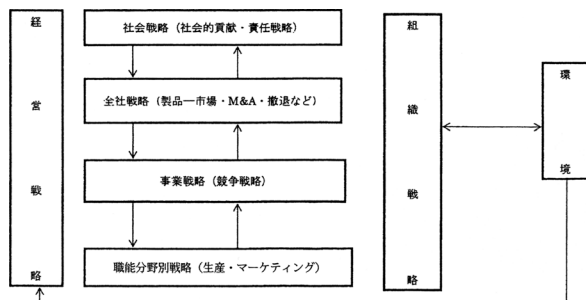 経営戦略
社会戦略（社会的貢献・責任戦略）
全社戦略（製品―市場・M&A・撤退など）
事業戦略（競争戦略）
職能分野別戦略（生産・マーケティング）
組織戦略
環境